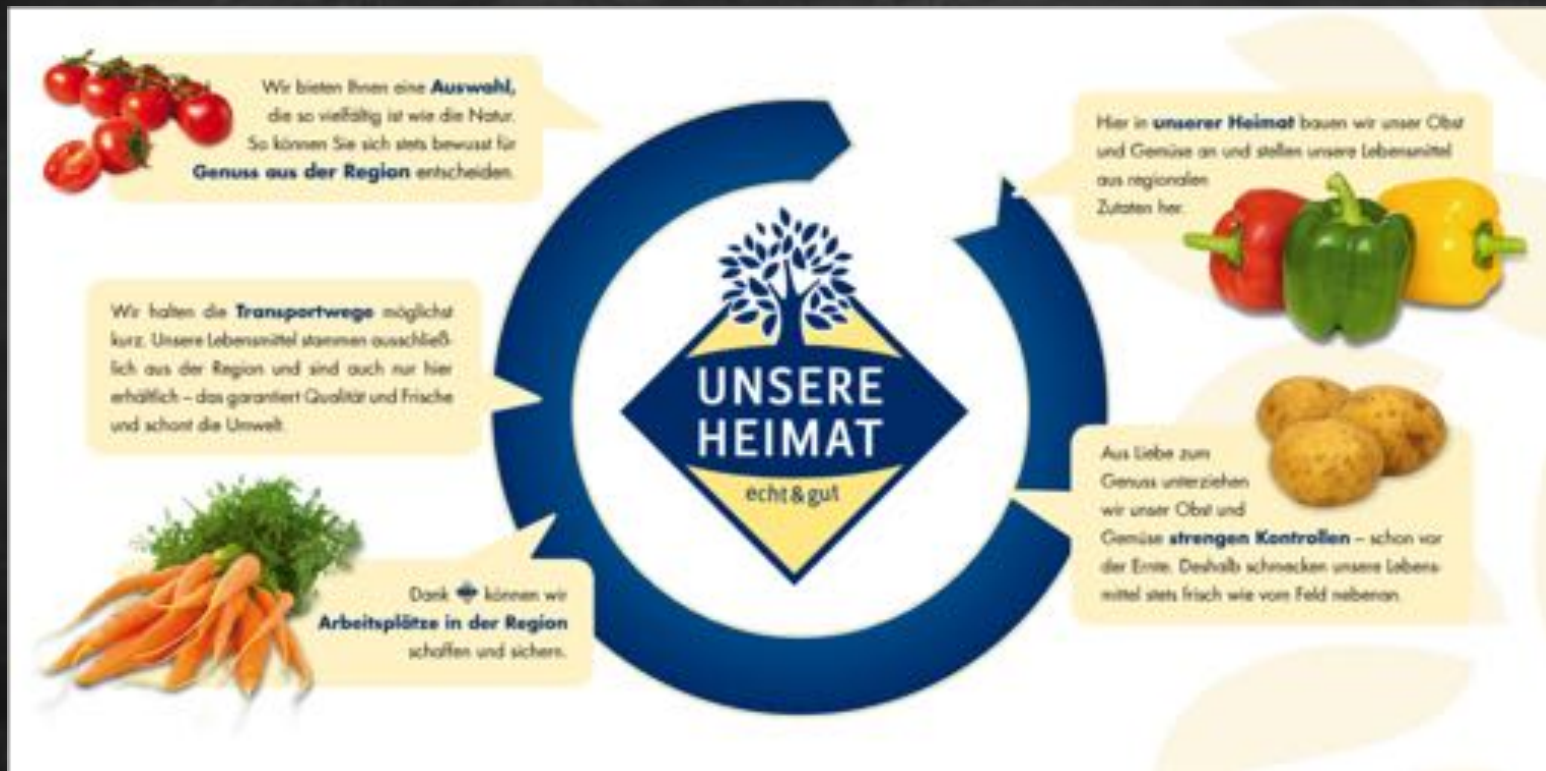 Wir bieten Ihnen eine Auswahl,
die so vielfältig ist wie die Natur.
So können Sie sich stets bewusst für
Genuss aus der Region entscheiden.
Hier in unserer Heimat bauen wir unser Obst
und Gemüse an und stellen unsere Lebensmittel
aus regionalen
Zutaten her.
Wir halten die Transportwege möglichst
kurz. Unsere Lebensmittel stammen ausschließ-
lich aus der Region und sind auch nur hier
erhältlich – das garantiert Qualität und Frische
und schont die Umwelt.
UNSERE
HEIMAT
echt & gut
Aus Liebe zum
Genuss unterziehen
wir unser Obst und
Gemüse strengen Kontrollen – schon vor
der Ernte. Deshalb schmecken unsere Lebens-
mittel stets frisch wie vom Feld nebenan.
Dank können wir
Arbeitsplätze in der Region
schaffen und sichern.